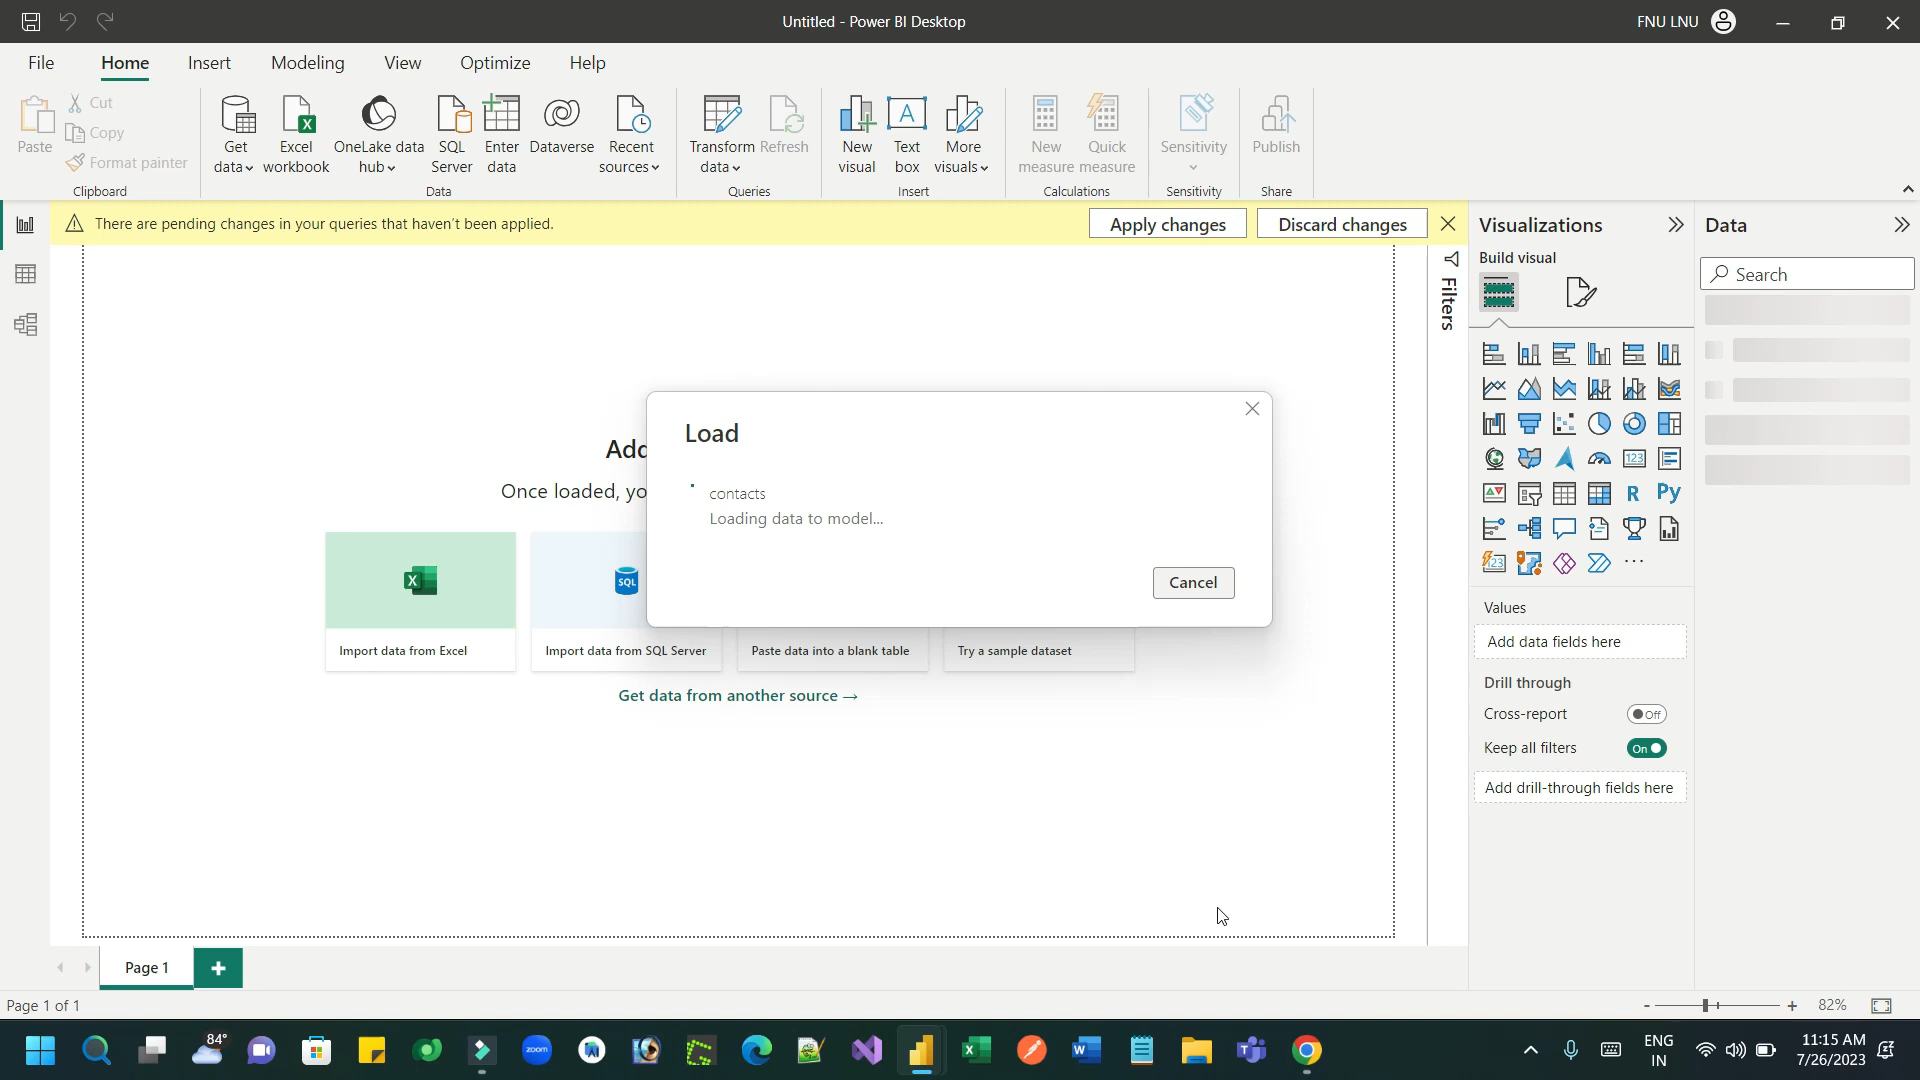 Untitled - Power BI Desktop
FNU LNU
File
Home
Insert
Modeling
View
Optimize
Help
Paste
Cut
Copy
Format painter
Clipboard
Get data
Excel workbook
OneLake data hub
SQL Server
Enter data
Dataverse
Recent sources
Data
Transform data
Refresh
Queries
New visual
Text box
More visuals
Insert
New measure
Quick measure
Calculations
Sensitivity
Sensitivity
Publish
Share
There are pending changes in your queries that haven't been applied.
Apply changes
Discard changes
Filters
Visualizations
Build visual
Data
Search
Add
Once loaded, yo
Load
contacts
Loading data to model...
Cancel
SQL
Import data from Excel
Import data from SQL Server
Paste data into a blank table
Try a sample dataset
Get data from another source →
123
R
Py
123
Values
Add data fields here
Drill through
Cross-report
Off
Keep all filters
On
Add drill-through fields here
Page 1
Page 1 of 1
- + 82%
84°
zoom
ENG
IN
11:15 AM
7/26/2023